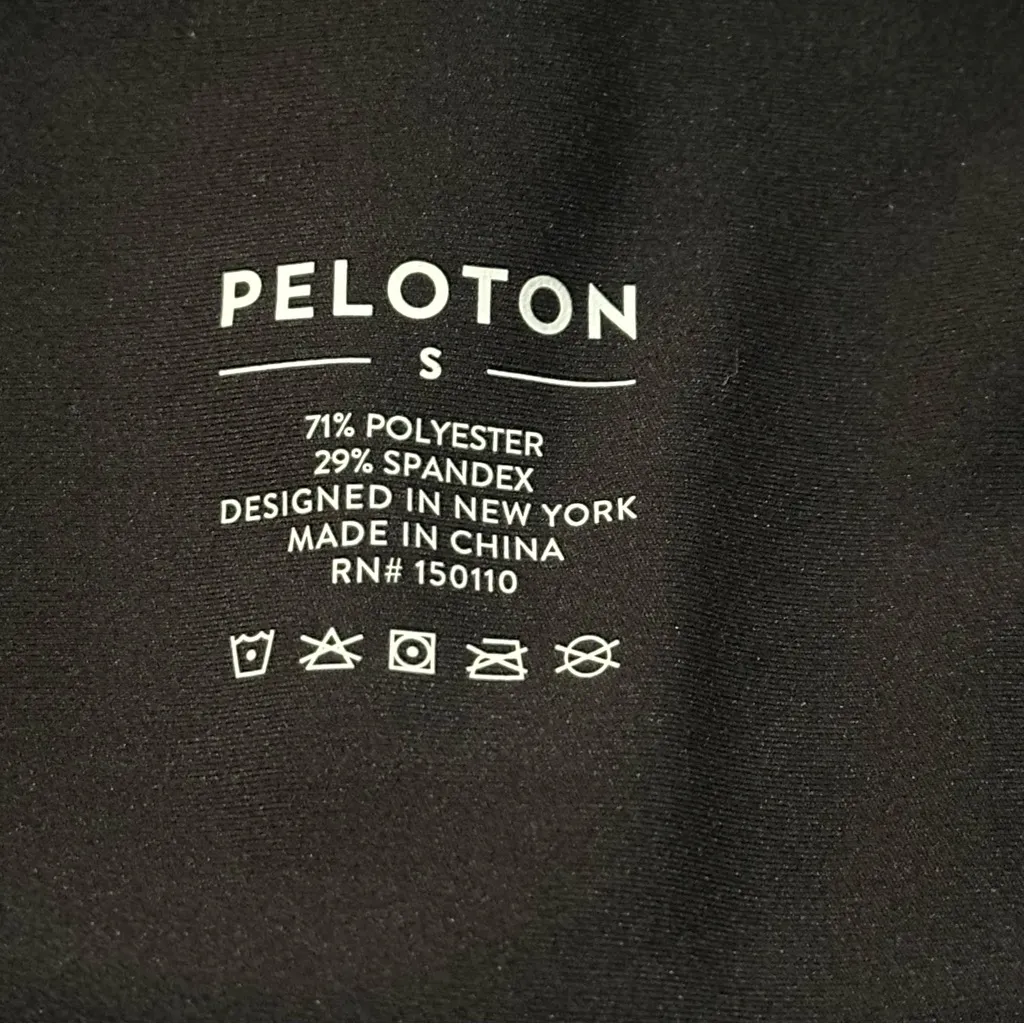 PELOTON
S
71% POLYESTER
29% SPANDEX
DESIGNED IN NEW YORK
MADE IN CHINA
RN# 150110